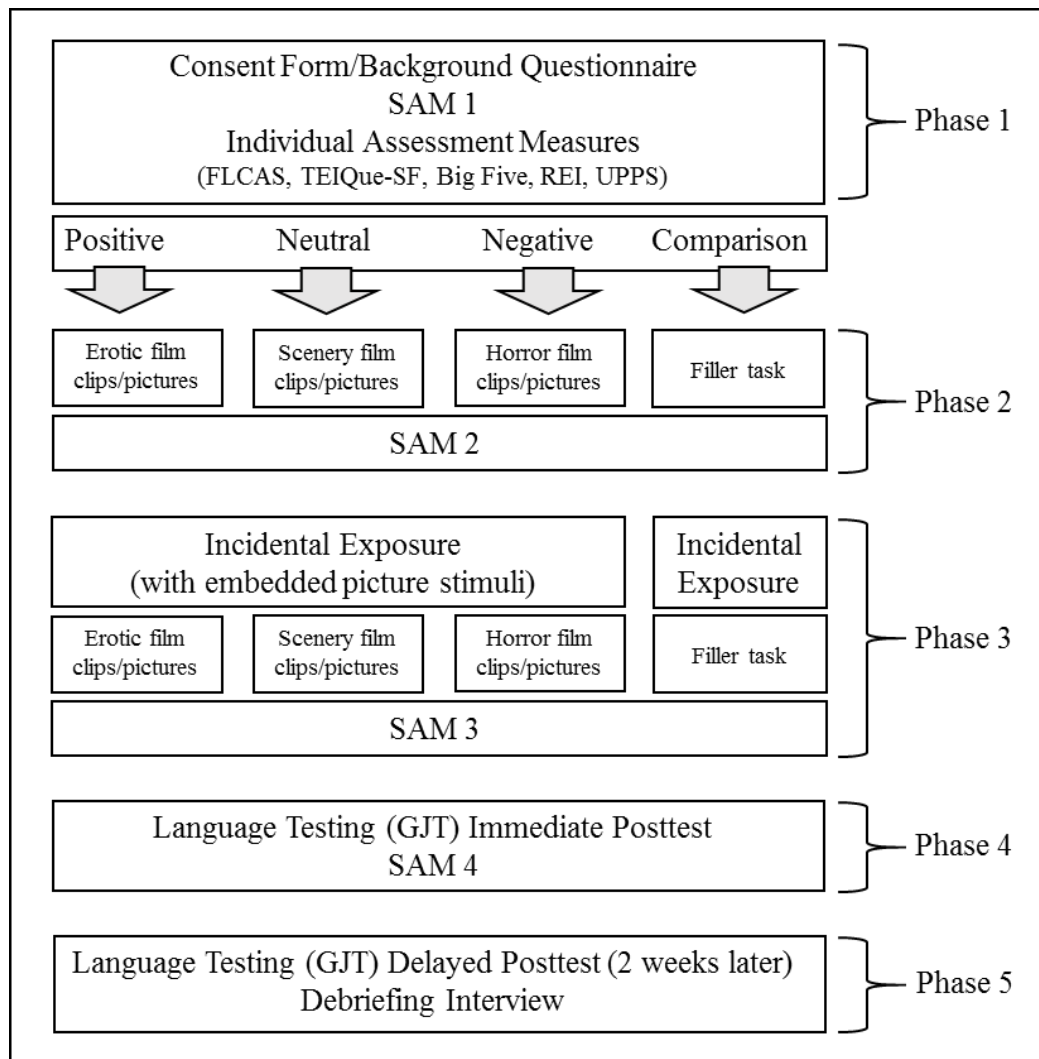 Consent Form/Background Questionnaire
SAM 1
Individual Assessment Measures
(FLCAS, TEIQue-SF, Big Five, REI, UPPS)
Phase 1
Positive Neutral Negative Comparison
Erotic film
clips/pictures
Scenery film
clips/pictures
Horror film
clips/pictures
Filler task
SAM 2
Phase 2
Incidental Exposure
(with embedded picture stimuli)
Incidental
Exposure
Erotic film
clips/pictures
Scenery film
clips/pictures
Horror film
clips/pictures
Filler task
SAM 3
Phase 3
Language Testing (GJT) Immediate Posttest
SAM 4
Phase 4
Language Testing (GJT) Delayed Posttest (2 weeks later)
Debriefing Interview
Phase 5